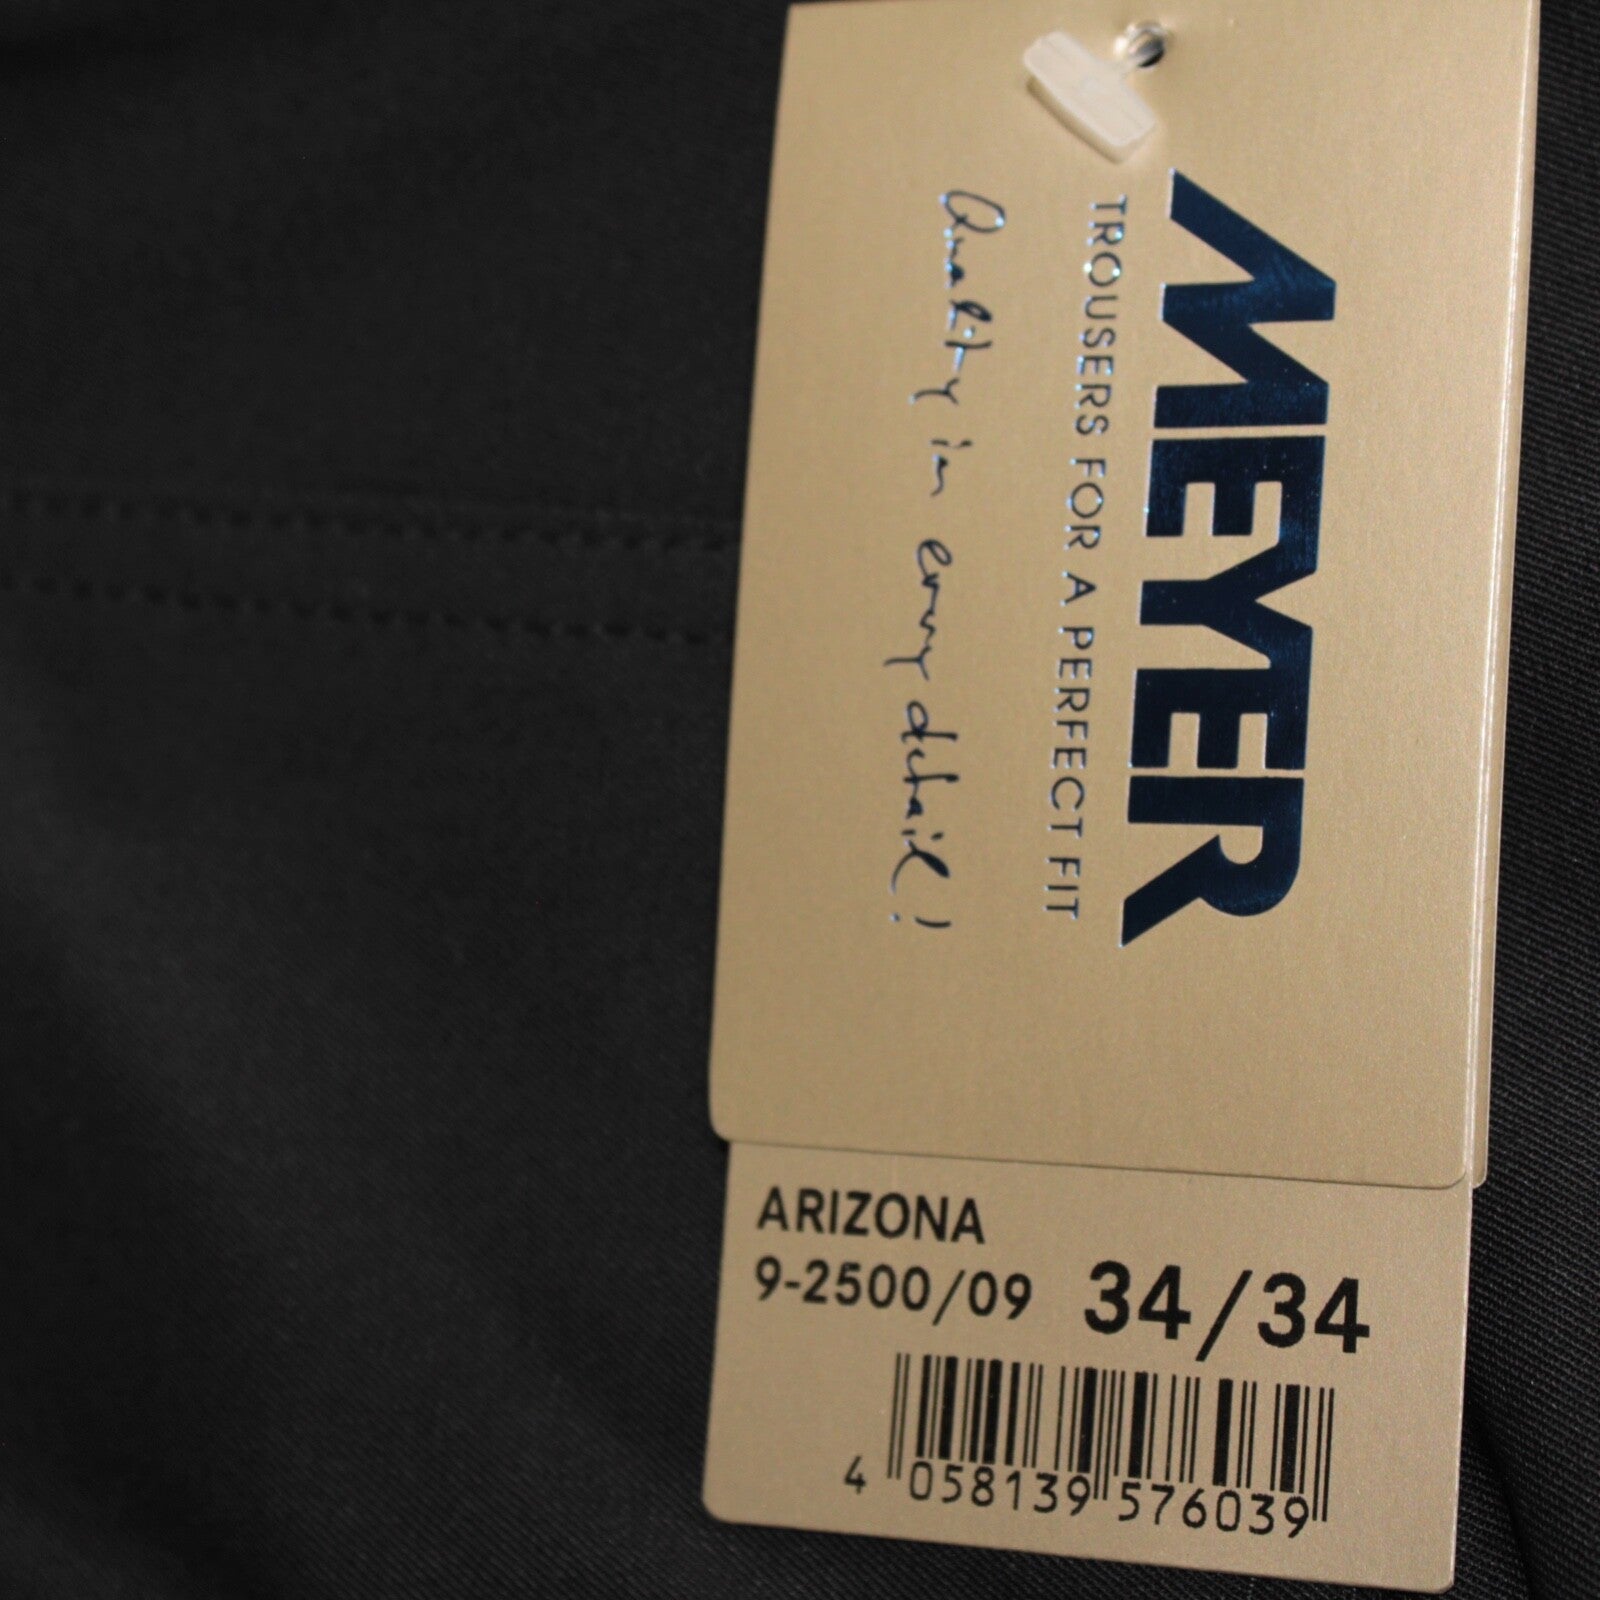 MEYER
TROUSERS FOR A PERFECT FIT
Quality in every detail!
ARIZONA
9-2500/09 34/34
4 058139 576039